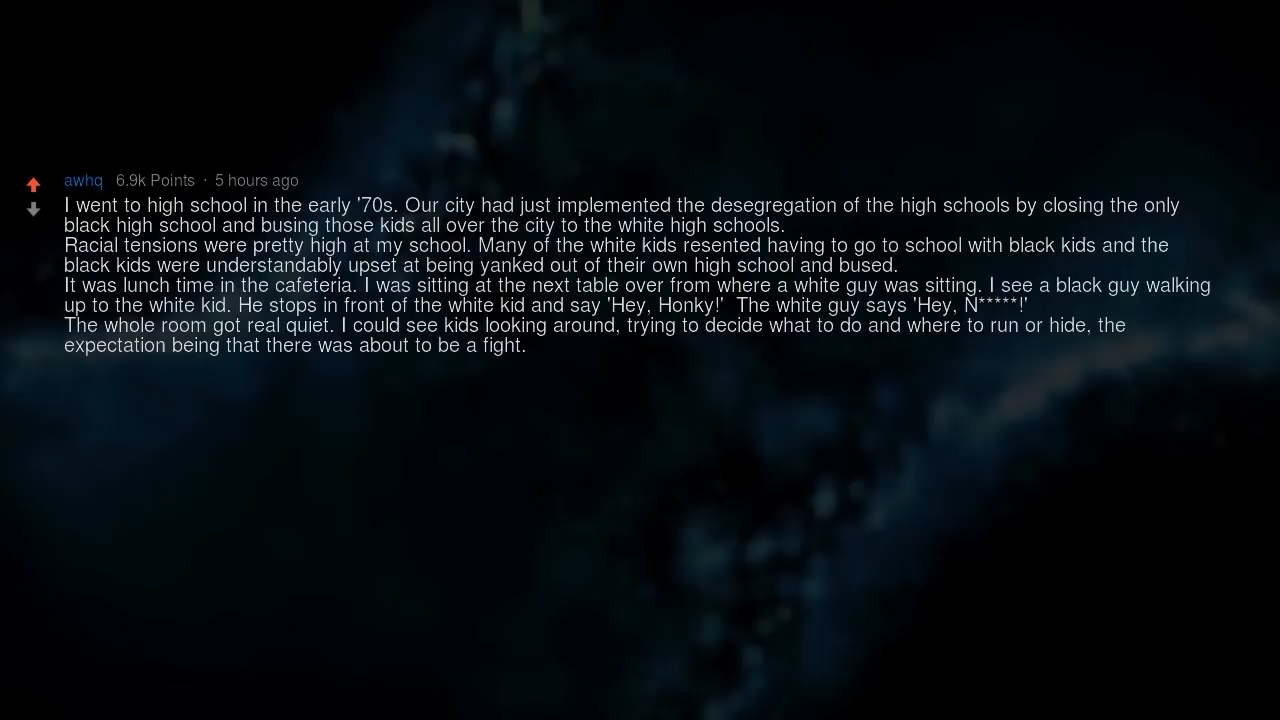 awhq 6.9k Points · 5 hours ago
I went to high school in the early '70s. Our city had just implemented the desegregation of the high schools by closing the only
black high school and busing those kids all over the city to the white high schools.
Racial tensions were pretty high at my school. Many of the white kids resented having to go to school with black kids and the
black kids were understandably upset at being yanked out of their own high school and bused.
It was lunch time in the cafeteria. I was sitting at the next table over from where a white guy was sitting. I see a black guy walking
up to the white kid. He stops in front of the white kid and say 'Hey, Honky!'  The white guy says 'Hey, N*****!'
The whole room got real quiet. I could see kids looking around, trying to decide what to do and where to run or hide, the
expectation being that there was about to be a fight.